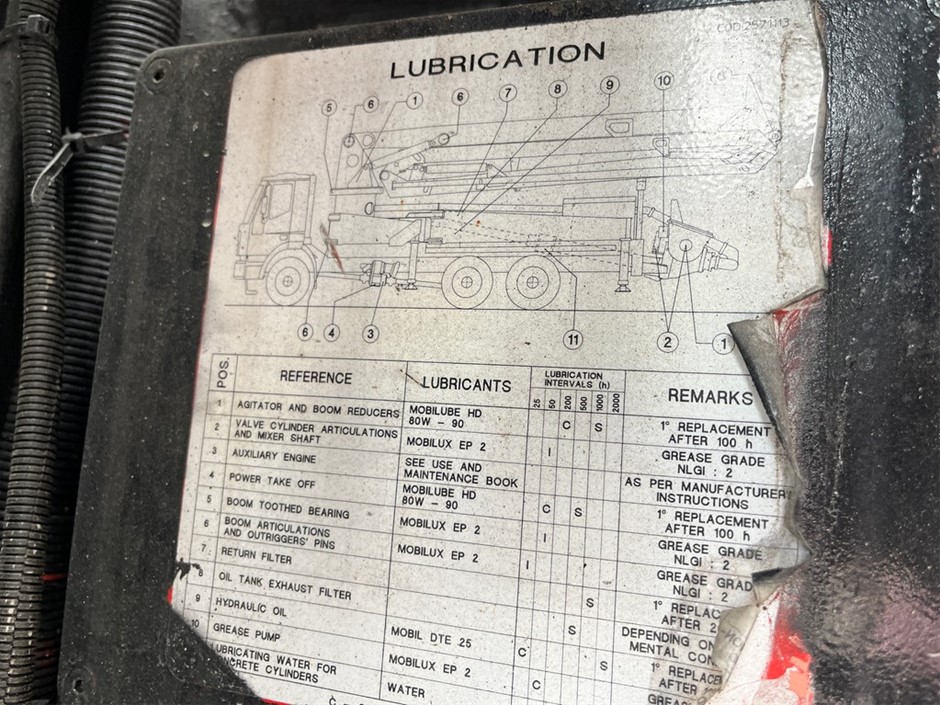 COD.2571113
LUBRICATION
5 6 1 6 7 8 9 10 6
6 4 3 11 2 1
POS. REFERENCE LUBRICANTS LUBRICATION INTERVALS (h) REMARKS
25 50 200 500 1000 2000
1 AGITATOR AND BOOM REDUCERS MOBILUBE HD 80W - 90 C S 1° REPLACEMENT AFTER 100 h
2 VALVE CYLINDER ARTICULATIONS AND MIXER SHAFT MOBILUX EP 2 I GREASE GRADE NLGI : 2
3 AUXILIARY ENGINE SEE USE AND MAINTENANCE BOOK AS PER MANUFACTURER INSTRUCTIONS
4 POWER TAKE OFF MOBILUBE HD 80W - 90 C S 1° REPLACEMENT AFTER 100 h
5 BOOM TOOTHED BEARING MOBILUX EP 2 I GREASE GRADE NLGI : 2
6 BOOM ARTICULATIONS AND OUTRIGGERS' PINS MOBILUX EP 2 I GREASE GRAD NLGI : 2
7 RETURN FILTER S 1° REPLAC AFTER 2
8 OIL TANK EXHAUST FILTER S DEPENDING ON MENTAL CON
9 HYDRAULIC OIL MOBIL DTE 25 C S 1° REPLACE AFTER
10 GREASE PUMP MOBILUX EP 2 C GREAS
LUBRICATING WATER FOR CONCRETE CYLINDERS WATER